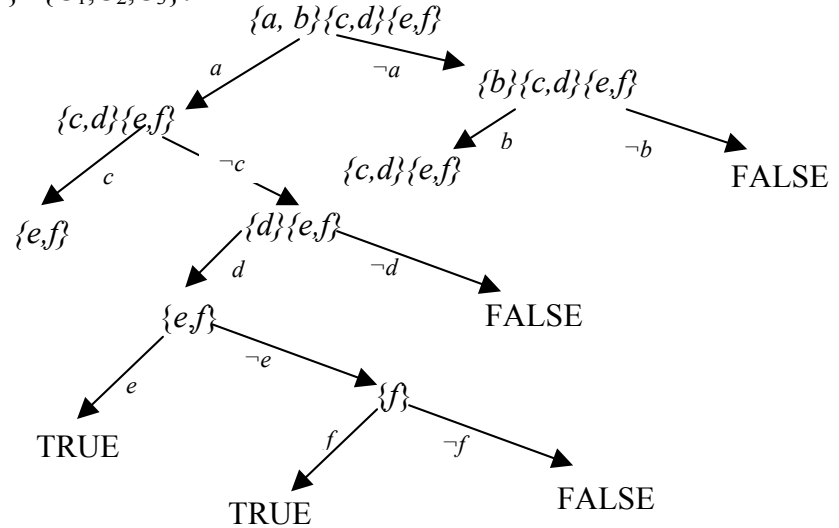 {a, b}{c,d}{e,f}
a
¬a
{b}{c,d}{e,f}
{c,d}{e,f}
b
¬b
c
¬c
{c,d}{e,f}
FALSE
{e,f}
{d}{e,f}
d
¬d
{e,f}
FALSE
e
¬e
{f}
TRUE
f
¬f
TRUE
FALSE